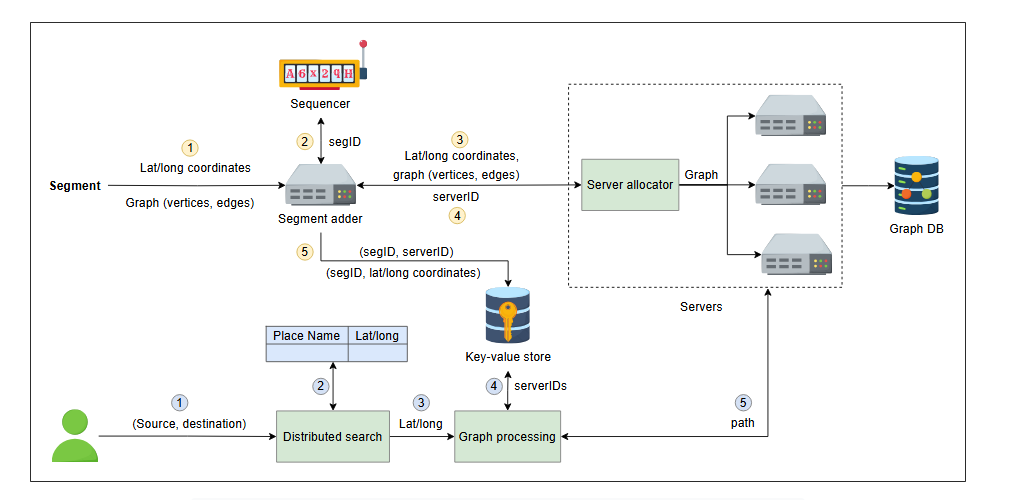 A6x29H
Sequencer
2
segID
1
Lat/long coordinates
Segment
Graph (vertices, edges)
Segment adder
3
Lat/long coordinates,
graph (vertices, edges)
serverID
4
Server allocator
Graph
Graph DB
Servers
5
(segID, serverID)
(segID, lat/long coordinates)
Key-value store
Place Name Lat/long
2
4
serverIDs
1
(Source, destination)
Distributed search
3
Lat/long
Graph processing
5
path